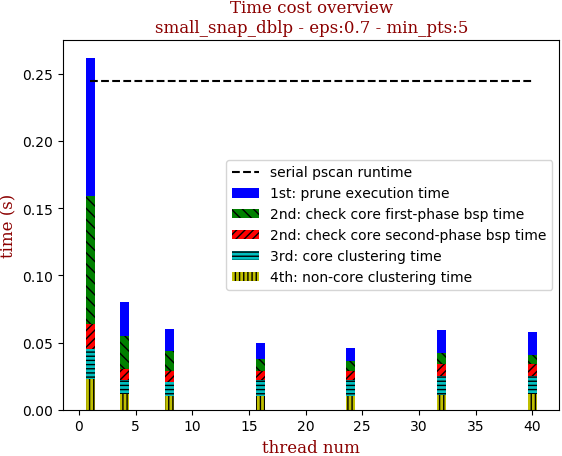 Time cost overview
small_snap_dblp - eps:0.7 - min_pts:5
time (s)
0.25
0.20
0.15
0.10
0.05
0.00
serial pscan runtime
1st: prune execution time
2nd: check core first-phase bsp time
2nd: check core second-phase bsp time
3rd: core clustering time
4th: non-core clustering time
0 5 10 15 20 25 30 35 40
thread num